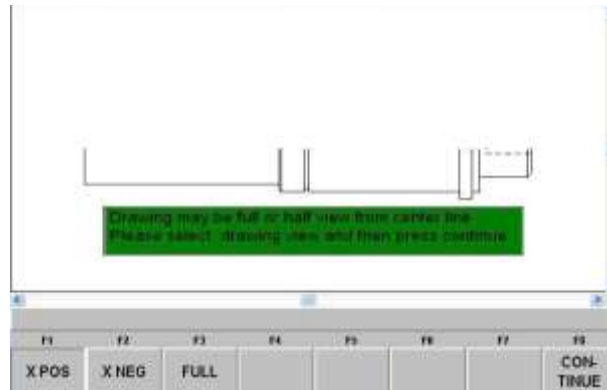 Drawing may be full or half view from center line
Please select drawing view and then press continue
F1 F2 F3 F4 F5 F6 F7 F8
X POS X NEG FULL CON-
TINUE